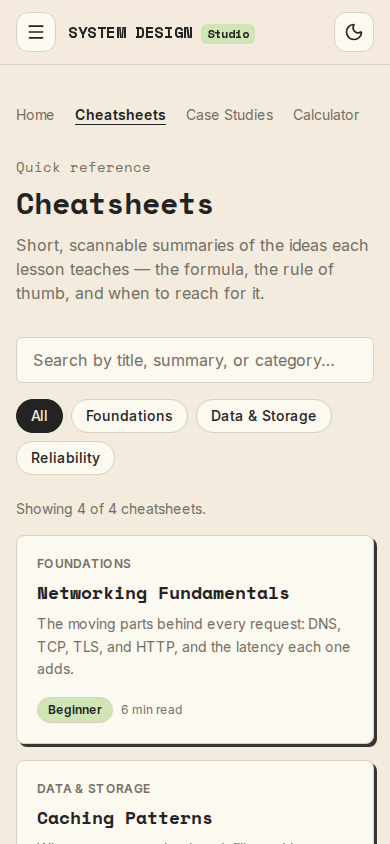 SYSTEM DESIGN Studio
Home Cheatsheets Case Studies Calculator
Quick reference
Cheatsheets
Short, scannable summaries of the ideas each
lesson teaches — the formula, the rule of
thumb, and when to reach for it.
Search by title, summary, or category...
All Foundations Data & Storage
Reliability
Showing 4 of 4 cheatsheets.
FOUNDATIONS
Networking Fundamentals
The moving parts behind every request: DNS,
TCP, TLS, and HTTP, and the latency each one
adds.
Beginner 6 min read
DATA & STORAGE
Caching Patterns